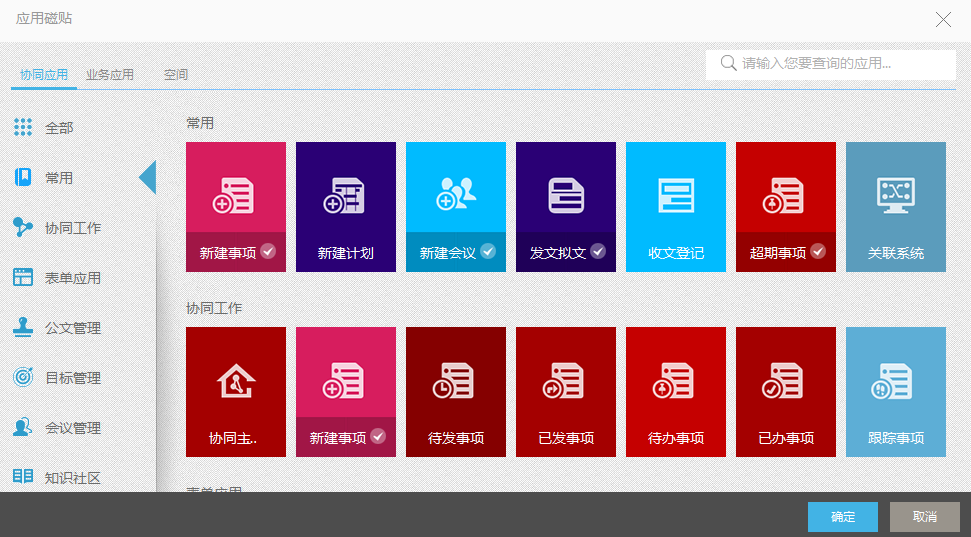 应用磁贴
协同应用 业务应用 空间
请输入您要查询的应用...
全部
常用
协同工作
表单应用
公文管理
目标管理
会议管理
知识社区
常用
新建事项 新建计划 新建会议 发文拟文 收文登记 超期事项 关联系统
协同工作
协同主.. 新建事项 待发事项 已发事项 待办事项 已办事项 跟踪事项
表单应用
确定 取消